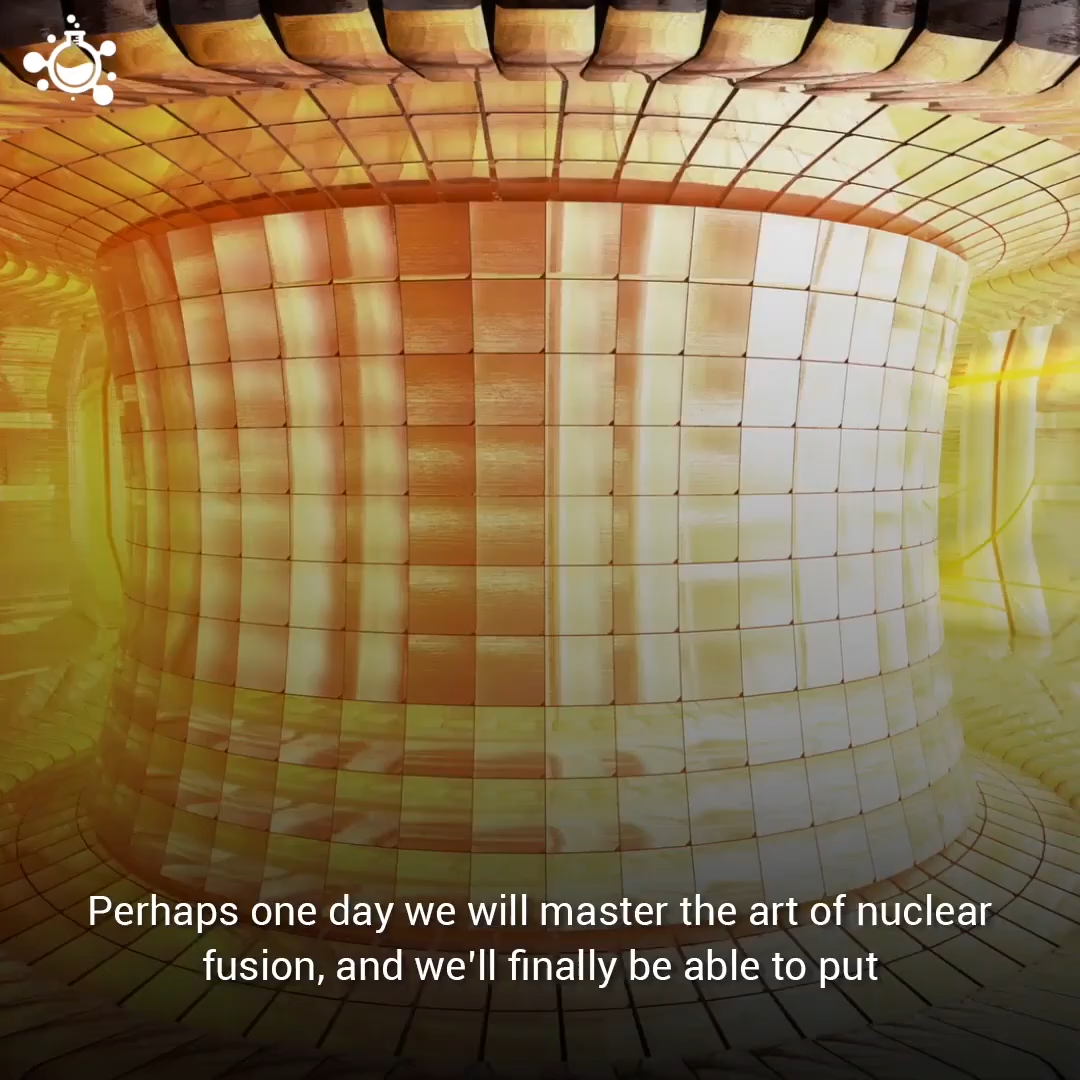 Perhaps one day we will master the art of nuclear
fusion, and we'll finally be able to put